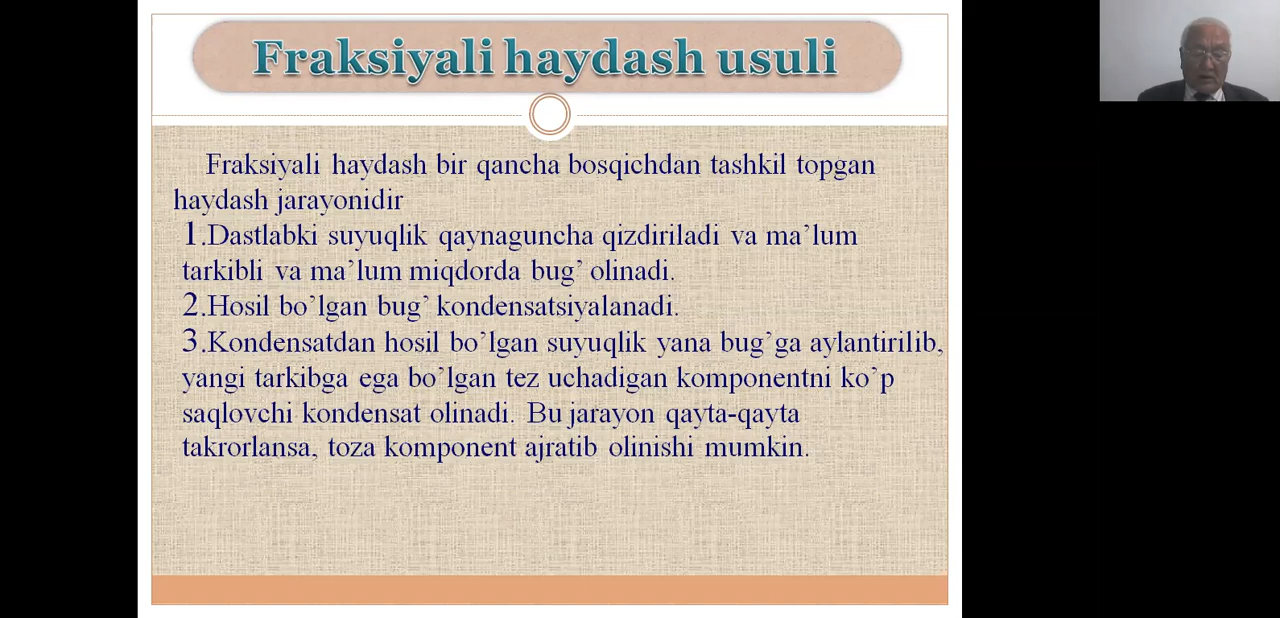 Fraksiyali haydash usuli
Fraksiyali haydash bir qancha bosqichdan tashkil topgan
haydash jarayonidir
1.Dastlabki suyuqlik qaynaguncha qizdiriladi va ma’lum
tarkibli va ma’lum miqdorda bug’ olinadi.
2.Hosil bo’lgan bug’ kondensatsiyalanadi.
3.Kondensatdan hosil bo’lgan suyuqlik yana bug’ga aylantirilib,
yangi tarkibga ega bo’lgan tez uchadigan komponentni ko’p
saqlovchi kondensat olinadi. Bu jarayon qayta-qayta
takrorlansa, toza komponent ajratib olinishi mumkin.